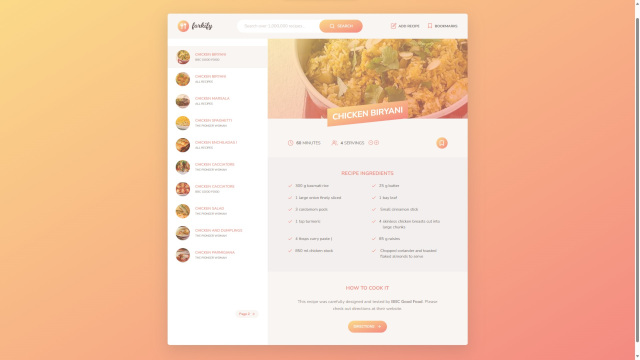 forkify
Search over 1,000,000 recipes...
SEARCH
ADD RECIPE
BOOKMARKS
CHICKEN BIRYANI
BBC GOOD FOOD
CHICKEN BIRYANI
ALL RECIPES
CHICKEN MARSALA
ALL RECIPES
CHICKEN SPAGHETTI
THE PIONEER WOMAN
ALL RECIPES
CHICKEN CACCIATORE
THE PIONEER WOMAN
CHICKEN CACCIATORE
BBC GOOD FOOD
CHICKEN SALAD
THE PIONEER WOMAN
CHICKEN AND DUMPLINGS
THE PIONEER WOMAN
CHICKEN PARMIGIANA
THE PIONEER WOMAN
Page 2
CHICKEN BIRYANI
MINUTES
4 SERVINGS
RECIPE INGREDIENTS
300 g basmati rice
25 g butter
1 large onion finely sliced
1 bay leaf
3 cardamom pods
cinnamon stick
1 tsp turmeric
4 skinless chicken breasts cut into
large chunks
4 tbsps curry paste
85 g raisins
850 ml chicken stock
Chopped coriander and toasted
flaked almonds to serve
HOW TO COOK IT
This recipe was carefully designed and tested by BBC Good Food. Please
check out directions at their website.
DIRECTIONS